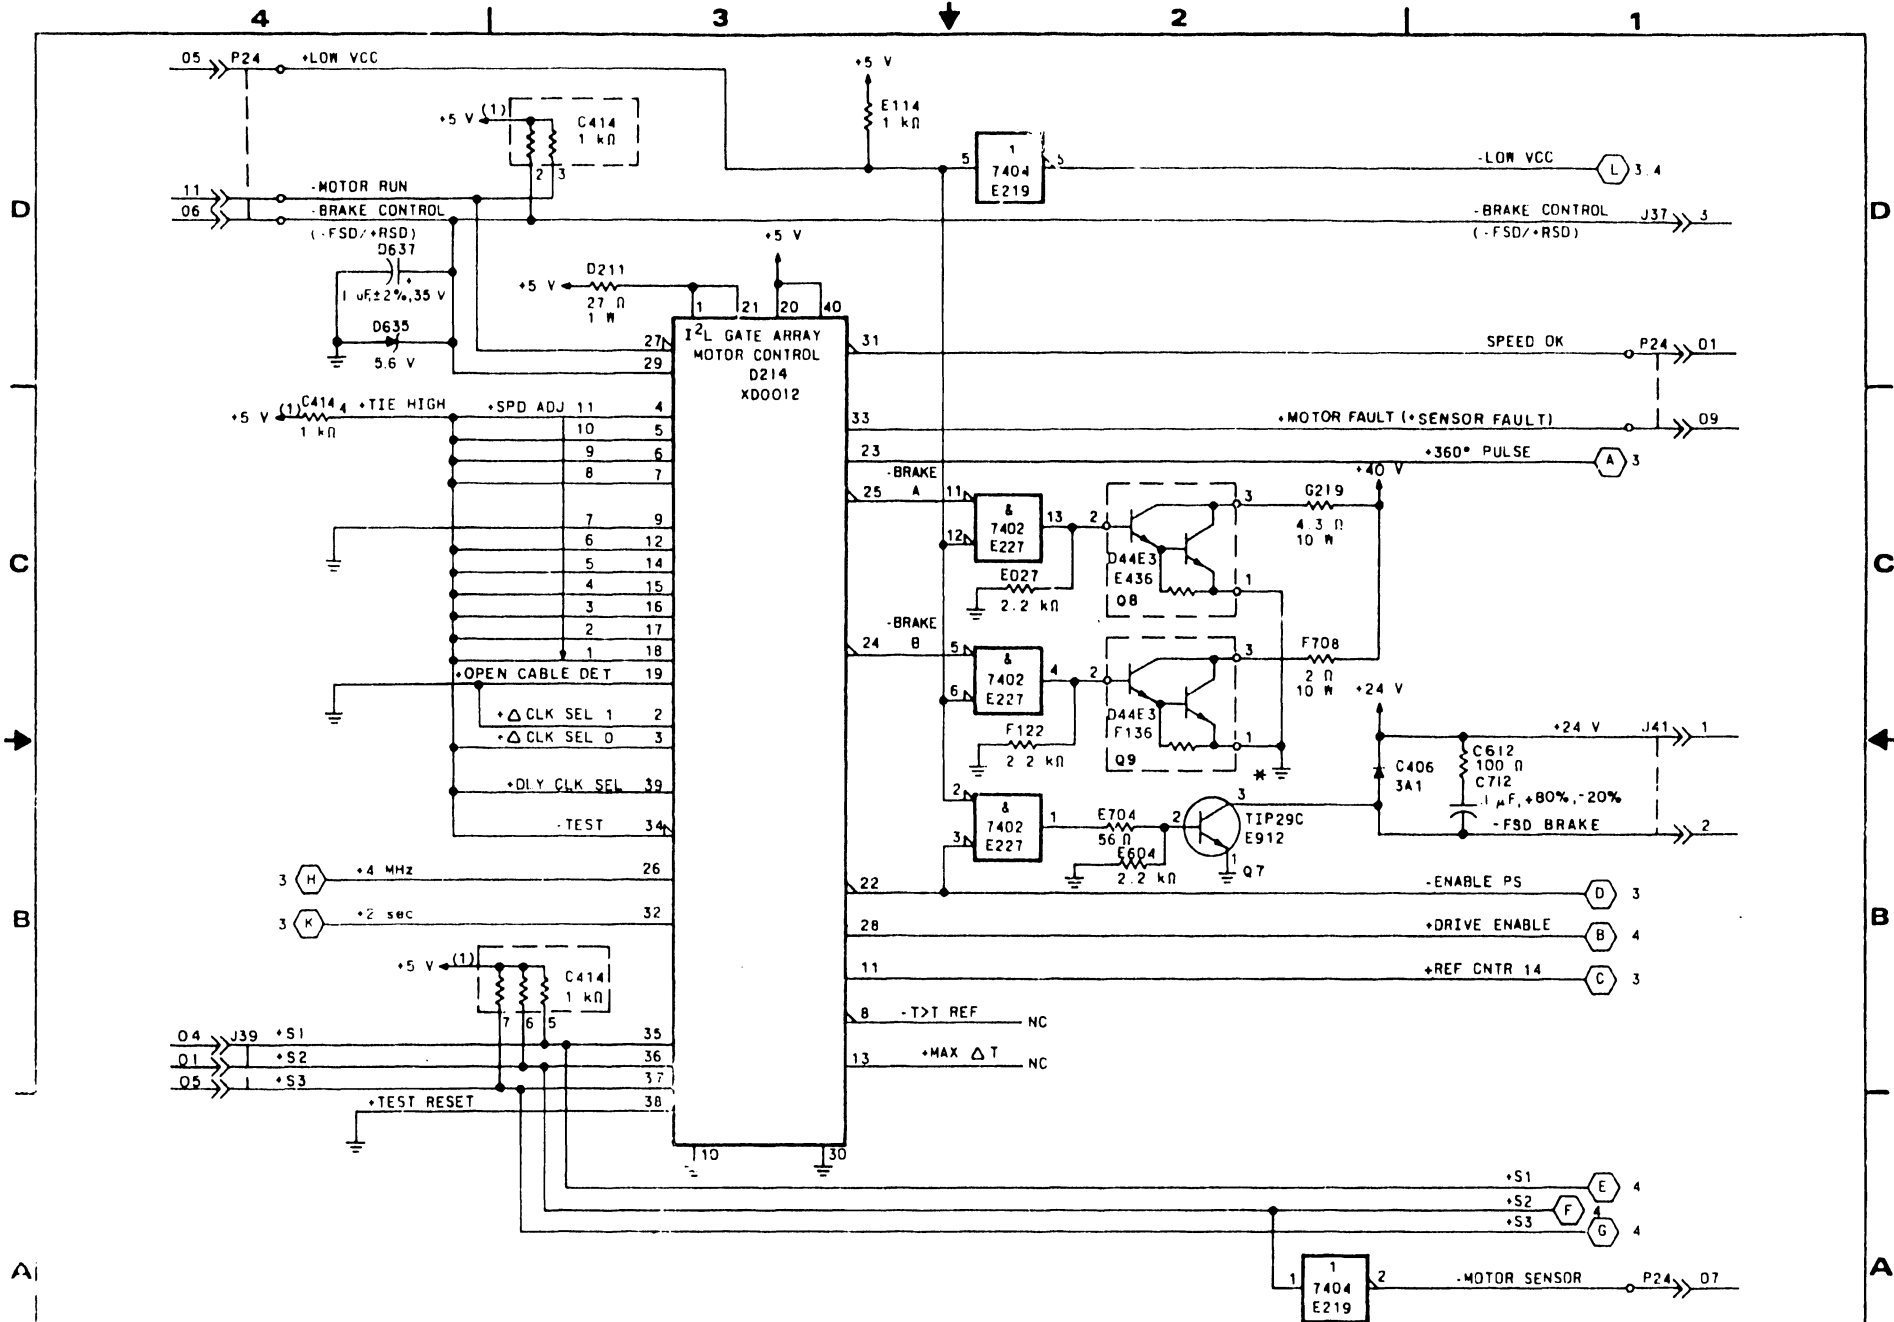 4 3 2 1
05 P24 +LOW VCC
+5 V
E114
1 kΩ
+5 V (1)
C414
1 kΩ
2 3
5
1
7404
E219
-LOW VCC L 3.4
11 -MOTOR RUN
06 -BRAKE CONTROL
(-FSD/+RSD)
D
-BRAKE CONTROL J37 3
(-FSD/+RSD)
D
D637
+
1 uF,±2%,35 V
D635
5.6 V
+5 V
D211
27 Ω
1 W
+5 V
1 21 20 40
I2L GATE ARRAY
MOTOR CONTROL
D214
XD0012
27
29
31 SPEED OK P24 01
+5 V (1) C414 4 +TIE HIGH
1 kΩ
+SPD ADJ 11 4
10 5
9 6
8 7
7 9
6 12
5 14
4 15
3 16
2 17
1 18
33 +MOTOR FAULT (+SENSOR FAULT) 09
23 +360° PULSE A 3
+40 V
25 -BRAKE
A
11
12
&
7402
E227
13
2
3
1
D44E3
E436
Q8
G219
4.3 Ω
10 W
E027
2.2 kΩ
C
C
24 -BRAKE
B
5
6
&
7402
E227
4
2
3
1
D44E3
F136
Q9
F708
2 Ω
10 W
F122
2 2 kΩ
*
+OPEN CABLE DET 19
+Δ CLK SEL 1 2
+Δ CLK SEL 0 3
+DLY CLK SEL 39
-TEST 34
+24 V
+24 V J41 1
C406
3A1
C612
100 Ω
C712
.1 µF,+80%,-20%
-FSD BRAKE 2
2
3
&
7402
E227
1
E704
56 Ω
E604
2.2 kΩ
2
3
1
TIP29C
E912
Q7
3 H +4 MHz 26
3 K +2 sec 32
B
B
22 -ENABLE PS D 3
28 +DRIVE ENABLE B 4
11 +REF CNTR 14 C 3
8 -T>T REF NC
13 +MAX Δ T NC
+5 V (1)
C414
1 kΩ
7 6 5
04 J39 +S1 35
01 +S2 36
05 +S3 37
+TEST RESET 38
10 30
+S1 E 4
+S2 F 4
+S3 G 4
A
A
1
1
7404
E219
2
-MOTOR SENSOR P24 07